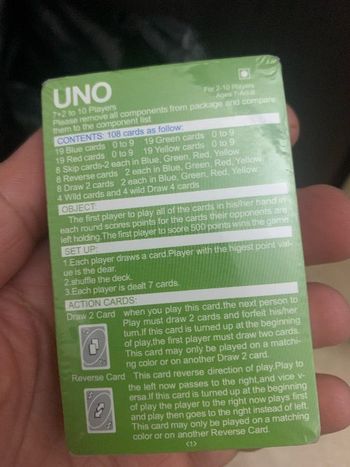 UNO
For 2-10 Players
Ages 7-Adult
7+2 to 10 Players
Please remove all components from package and compare
them to the component list
CONTENTS: 108 cards as follow:
19 Blue cards 0 to 9 19 Green cards 0 to 9
19 Red cards 0 to 9 19 Yellow cards 0 to 9
8 Skip cards-2 each in Blue, Green, Red, Yellow
8 Reverse cards 2 each in Blue, Green, Red, Yellow
8 Draw 2 cards 2 each in Blue, Green, Red, Yellow
4 Wild cards and 4 wild Draw 4 cards
OBJECT:
The first player to play all of the cards in his/her hand in
each round scores points for the cards their opponents are
left holding.The first player to score 500 points wins the game
SET UP:
1.Each player draws a card.Player with the higest point val-
ue is the dear.
2.shuffle the deck.
3.Each player is dealt 7 cards.
ACTION CARDS:
Draw 2 Card when you play this card.the next person to
Play must draw 2 cards and forfeit his/her
turn.If this card is turned up at the beginning
of play,the first player must draw two cards.
This card may only be played on a matchi-
ng color or on another Draw 2 card.
Reverse Card This card reverse direction of play.Play to
the left now passes to the right,and vice v-
ersa.If this card is turned up at the beginning
of play the player to the right now plays first
and play then goes to the right instead of left.
This card may only be played on a matching
color or on another Reverse Card.
<1>